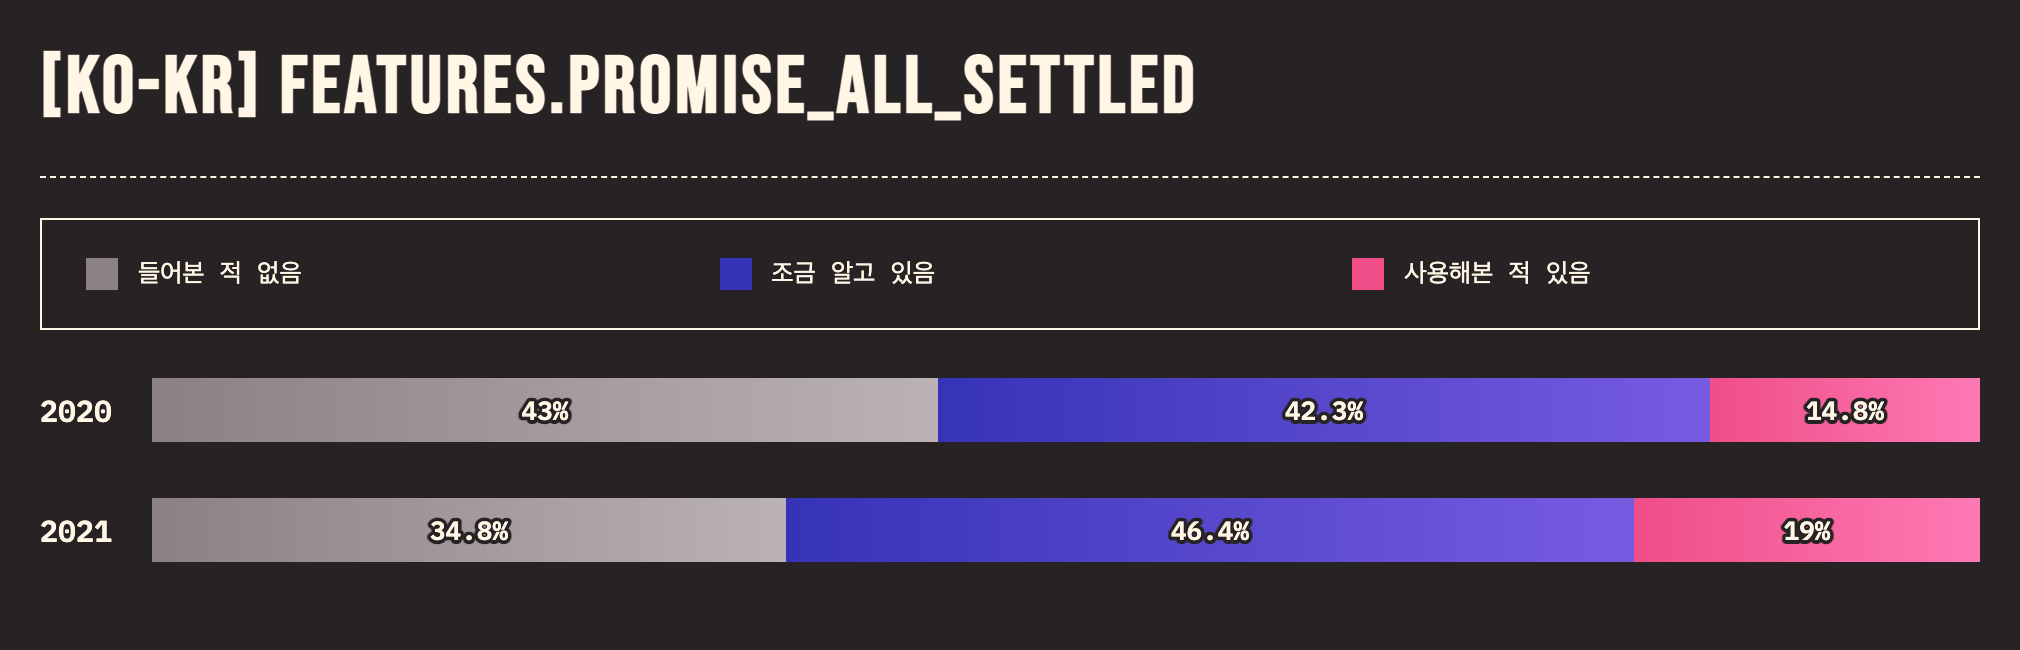 [KO-KR] FEATURES.PROMISE_ALL_SETTLED
들어본 적 없음 조금 알고 있음 사용해본 적 있음
2020 43% 42.3% 14.8%
2021 34.8% 46.4% 19%